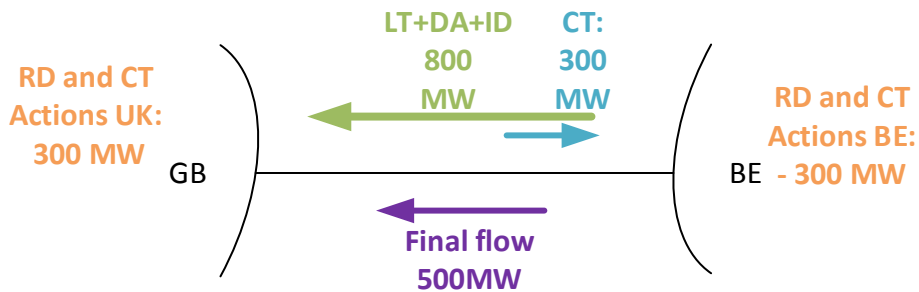 LT+DA+ID
800
MW
CT:
300
MW
RD and CT
Actions UK:
300 MW
RD and CT
Actions BE:
- 300 MW
GB
BE
Final flow
500MW